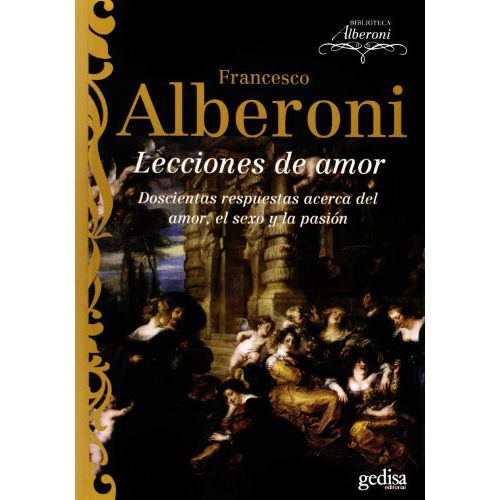 BIBLIOTECA
Alberoni
Francesco
Alberoni
Lecciones de amor
Doscientas respuestas acerca del
amor, el sexo y la pasión
gedisa
editorial